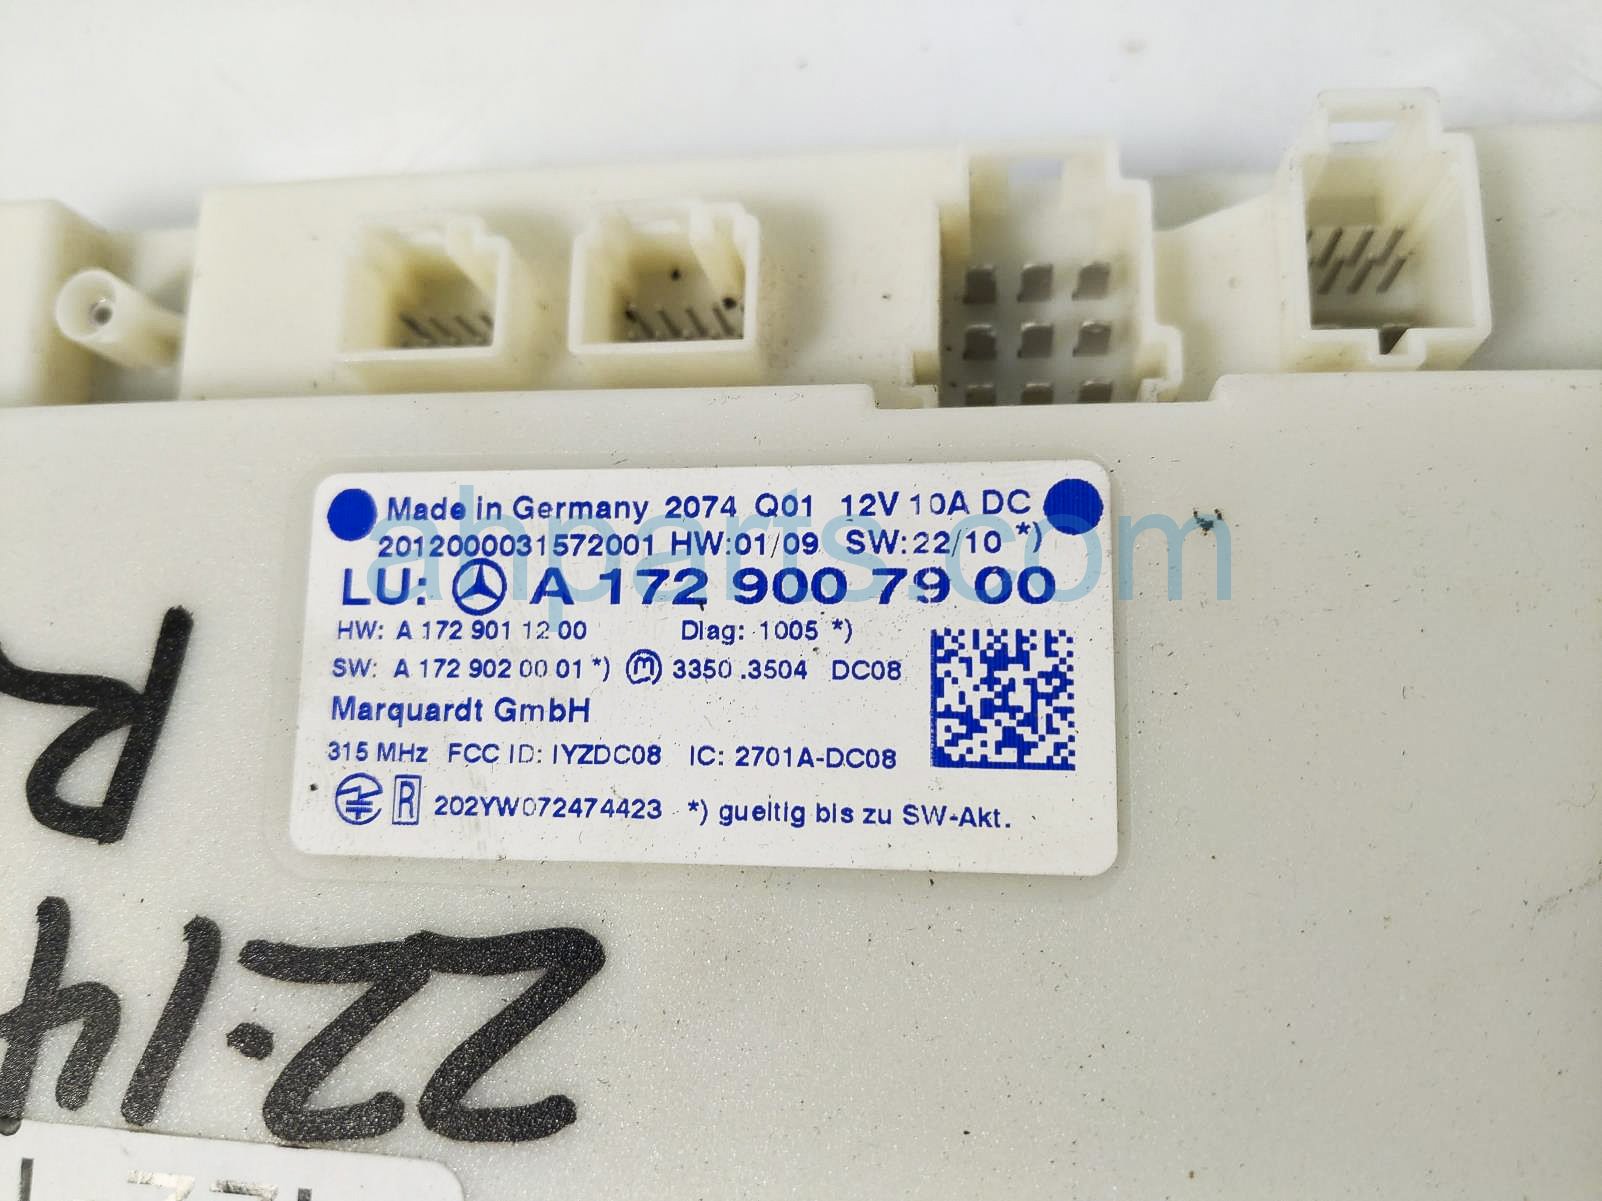 Made in Germany 2074 Q01 12V 10A DC
2012000031572001 HW:01/09 SW:22/10 *)
LU: A 172 900 79 00
HW: A 172 901 12 00 Diag: 1005 *)
SW: A 172 902 00 01 *) m 3350.3504 DC08
Marquardt GmbH
315 MHz FCC ID: IYZDC08 IC: 2701A-DC08
R 202YW072474423 *) gueltig bis zu SW-Akt.
ahparts.com
R
22-14